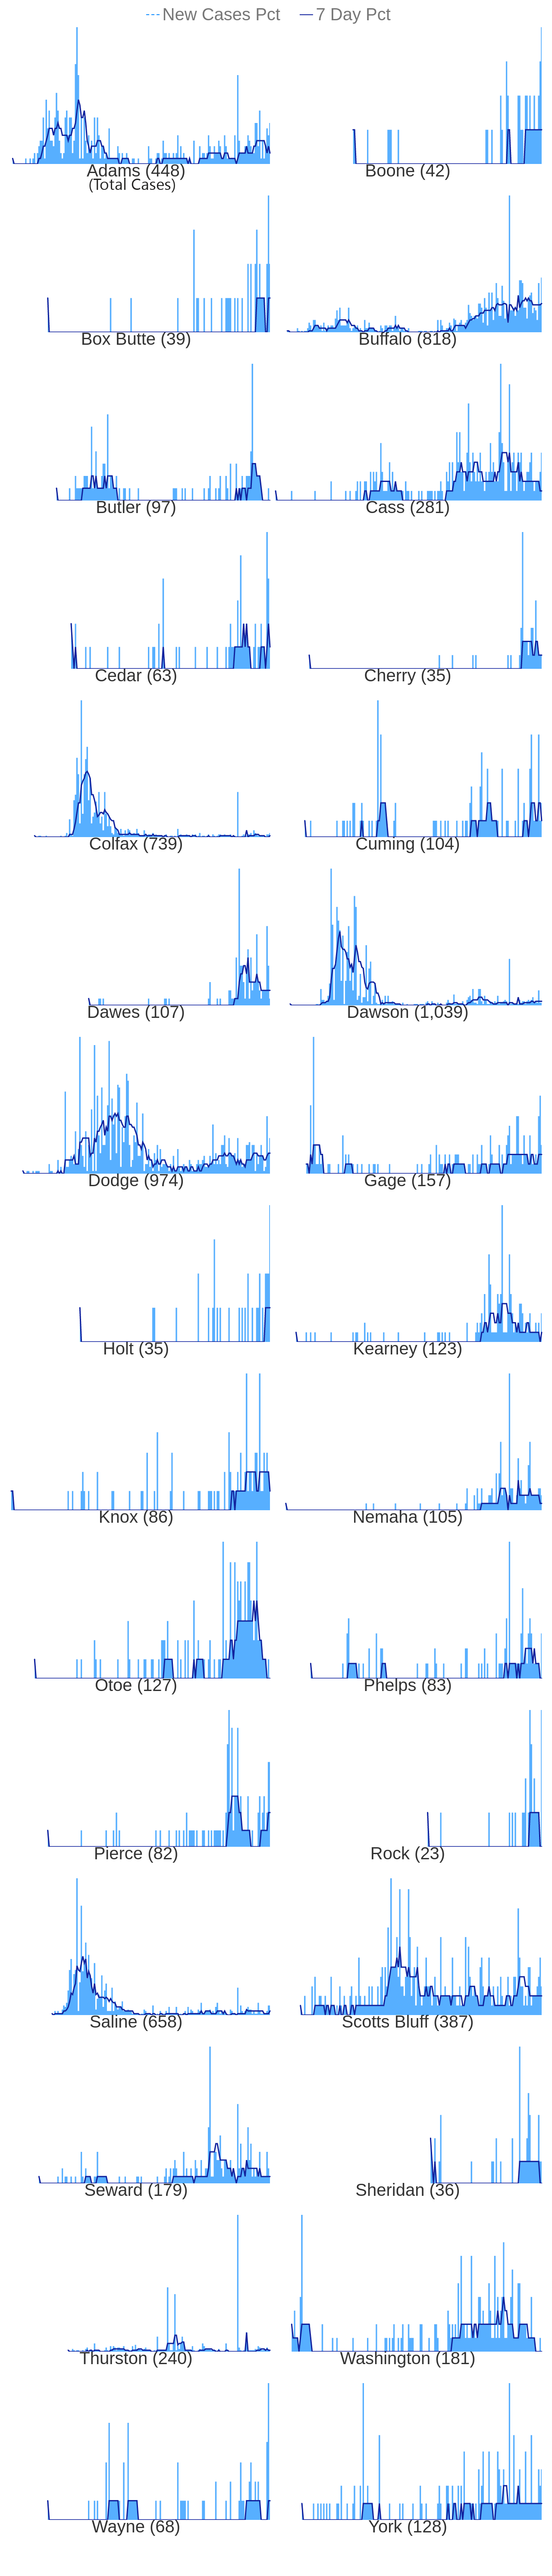 New Cases Pct 7 Day Pct
Adams (448) Boone (42)
(Total Cases)
Box Butte (39) Buffalo (818)
Butler (97) Cass (281)
Cedar (63) Cherry (35)
Colfax (739) Cuming (104)
Dawes (107) Dawson (1,039)
Dodge (974) Gage (157)
Holt (35) Kearney (123)
Knox (86) Nemaha (105)
Otoe (127) Phelps (83)
Pierce (82) Rock (23)
Saline (658) Scotts Bluff (387)
Seward (179) Sheridan (36)
Thurston (240) Washington (181)
Wayne (68) York (128)